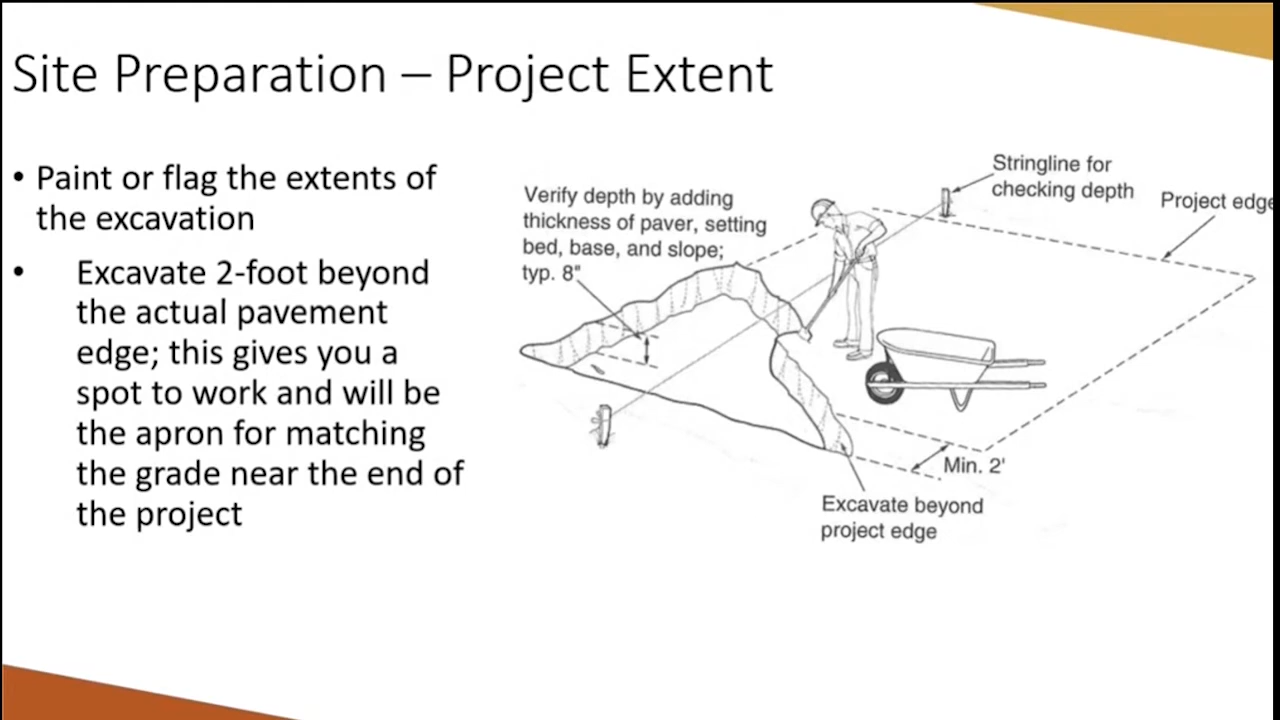 Site Preparation – Project Extent
• Paint or flag the extents of
the excavation
• Excavate 2-foot beyond
the actual pavement
edge; this gives you a
spot to work and will be
the apron for matching
the grade near the end of
the project
Verify depth by adding
thickness of paver, setting
bed, base, and slope;
typ. 8"
Stringline for
checking depth
Project edge
Min. 2'
Excavate beyond
project edge